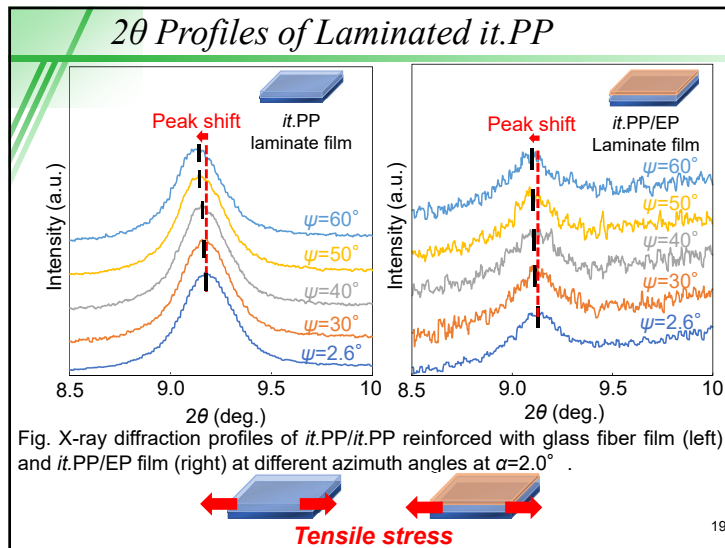 2θ Profiles of Laminated it.PP
Peak shift
it.PP
laminate film
ψ=60°
ψ=50°
ψ=40°
ψ=30°
ψ=2.6°
Intensity (a.u.)
8.5 9.0 9.5 10
2θ (deg.)
Peak shift
it.PP/EP
Laminate film
ψ=60°
ψ=50°
ψ=40°
ψ=30°
ψ=2.6°
Intensity (a.u.)
8.5 9.0 9.5 10
2θ (deg.)
Fig. X-ray diffraction profiles of it.PP/it.PP reinforced with glass fiber film (left)
and it.PP/EP film (right) at different azimuth angles at α=2.0° .
Tensile stress
19